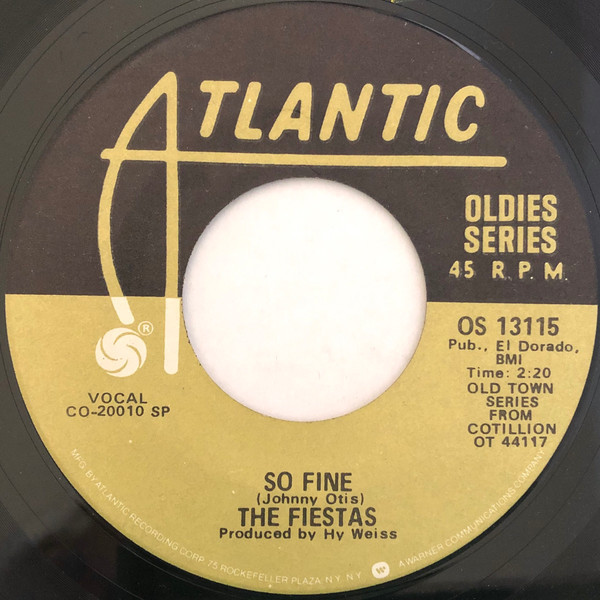 ATLANTIC
OLDIES
SERIES
45 R.P.M.
®
OS 13115
Pub., El Dorado,
BMI
Time: 2:20
OLD TOWN
SERIES
FROM
COTILLION
OT 44117
VOCAL
CO-20010 SP
SO FINE
(Johnny Otis)
THE FIESTAS
Produced by Hy Weiss
MFG. BY ATLANTIC RECORDING CORP. 75 ROCKEFELLER PLAZA, N.Y. N.Y. W A WARNER COMMUNICATIONS COMPANY